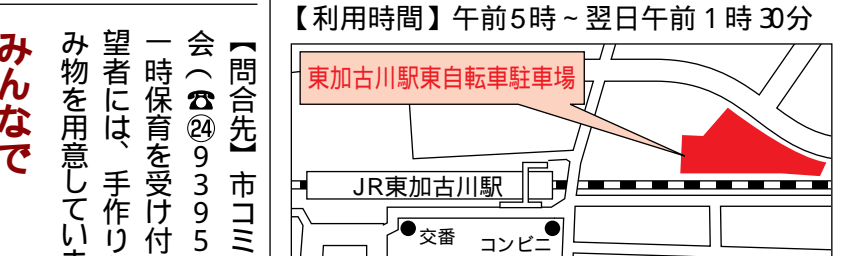 【利用時間】午前5時~翌日午前1時30分
東加古川駅東自転車駐車場
JR東加古川駅
交番
コンビニ
【問合先】市コミ
会(☎㉔9395
一時保育を受け付
望者には、手作り
み物を用意してい
みんなで